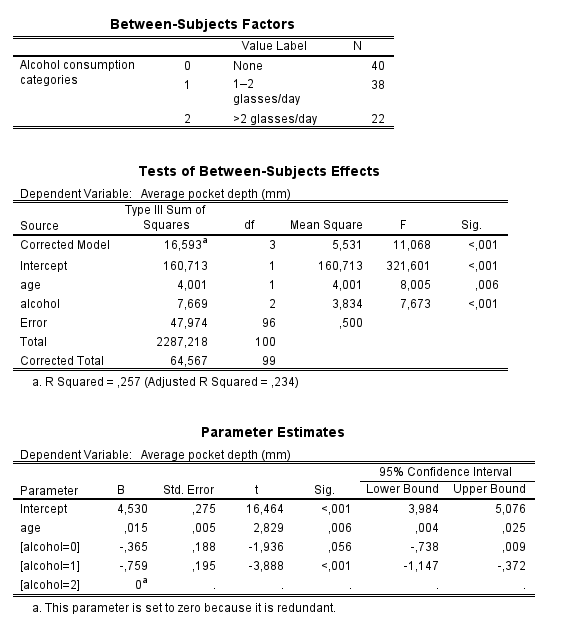 Between-Subjects Factors
Value Label N
Alcohol consumption categories 0 None 40
1 1–2 glasses/day 38
2 >2 glasses/day 22
Tests of Between-Subjects Effects
Dependent Variable: Average pocket depth (mm)
Source Type III Sum of Squares df Mean Square F Sig.
Corrected Model 16,593a 3 5,531 11,068 <,001
Intercept 160,713 1 160,713 321,601 <,001
age 4,001 1 4,001 8,005 ,006
alcohol 7,669 2 3,834 7,673 <,001
Error 47,974 96 ,500
Total 2287,218 100
Corrected Total 64,567 99
a. R Squared = ,257 (Adjusted R Squared = ,234)
Parameter Estimates
Dependent Variable: Average pocket depth (mm)
95% Confidence Interval
Parameter B Std. Error t Sig. Lower Bound Upper Bound
Intercept 4,530 ,275 16,464 <,001 3,984 5,076
age ,015 ,005 2,829 ,006 ,004 ,025
[alcohol=0] -,365 ,188 -1,936 ,056 -,738 ,009
[alcohol=1] -,759 ,195 -3,888 <,001 -1,147 -,372
[alcohol=2] 0a . . . . .
a. This parameter is set to zero because it is redundant.